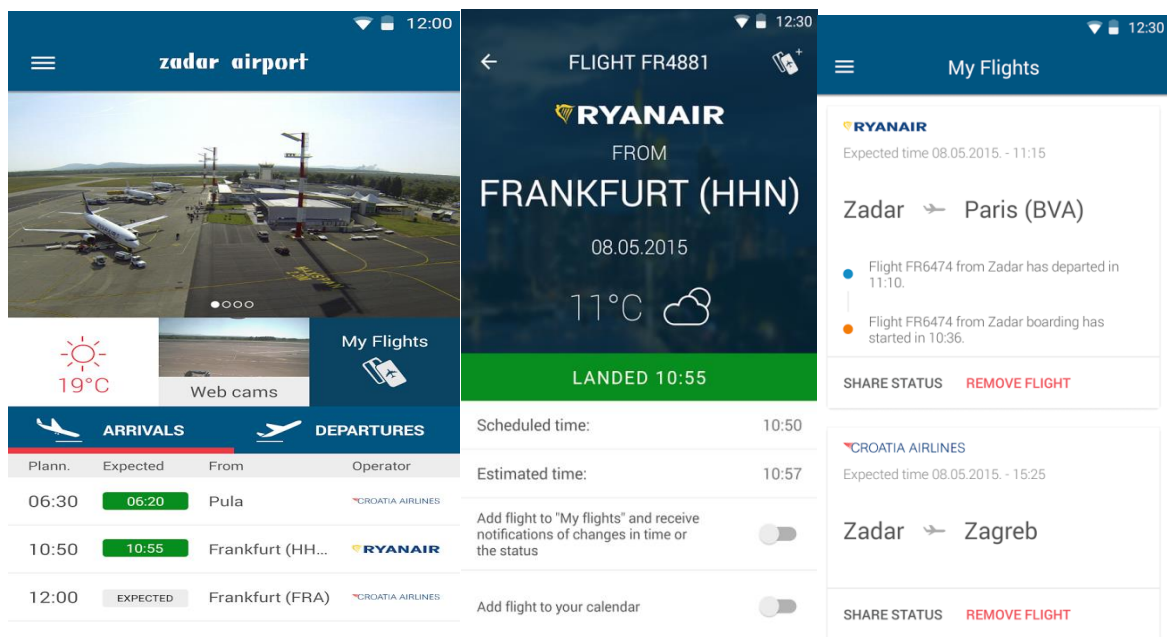 12:00
zadar airport
19°C
Web cams
My Flights
ARRIVALS
DEPARTURES
Plann. Expected From Operator
06:30 06:20 Pula CROATIA AIRLINES
10:50 10:55 Frankfurt (HH... RYANAIR
12:00 EXPECTED Frankfurt (FRA) CROATIA AIRLINES
12:30
FLIGHT FR4881
RYANAIR
FROM
FRANKFURT (HHN)
08.05.2015
11°C
LANDED 10:55
Scheduled time: 10:50
Estimated time: 10:57
Add flight to "My flights" and receive
notifications of changes in time or
the status
Add flight to your calendar
12:30
My Flights
RYANAIR
Expected time 08.05.2015. - 11:15
Zadar Paris (BVA)
Flight FR6474 from Zadar has departed in
11:10.
Flight FR6474 from Zadar boarding has
started in 10:36.
SHARE STATUS REMOVE FLIGHT
CROATIA AIRLINES
Expected time 08.05.2015. - 15:25
Zadar Zagreb
SHARE STATUS REMOVE FLIGHT